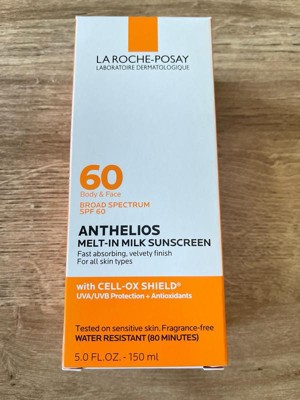 LA ROCHE-POSAY
LABORATOIRE DERMATOLOGIQUE
60
Body & Face
BROAD SPECTRUM
SPF 60
ANTHELIOS
MELT-IN MILK SUNSCREEN
Fast absorbing, velvety finish
For all skin types
with CELL-OX SHIELD®
UVA/UVB Protection + Antioxidants
Tested on sensitive skin. Fragrance-free
WATER RESISTANT (80 MINUTES)
5.0 FL.OZ. - 150 ml